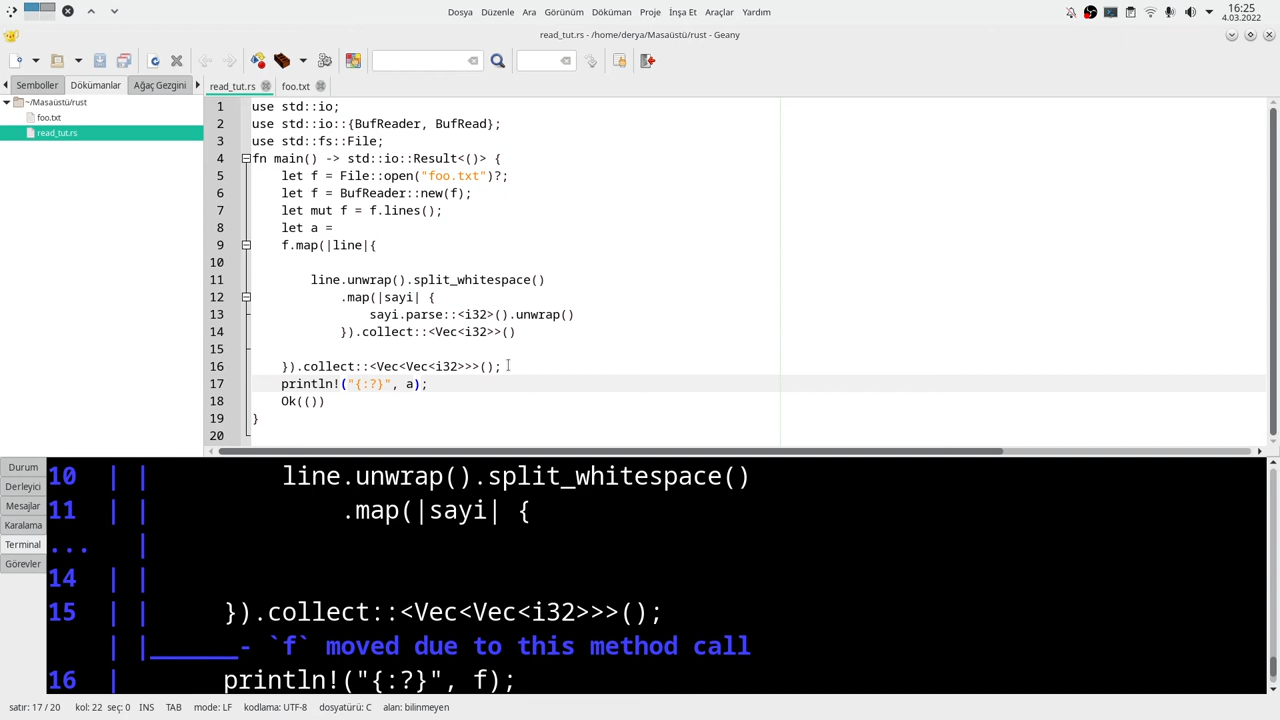 Dosya Düzenle Ara Görünüm Döküman Proje İnşa Et Araçlar Yardım
16:25
4.03.2022
read_tut.rs - /home/derya/Masaüstü/rust - Geany
Semboller Dökümanlar Ağaç Gezgini
read_tut.rs foo.txt
~/Masaüstü/rust
foo.txt
read_tut.rs
1 use std::io;
2 use std::io::{BufReader, BufRead};
3 use std::fs::File;
4 fn main() -> std::io::Result<()> {
5 let f = File::open("foo.txt")?;
6 let f = BufReader::new(f);
7 let mut f = f.lines();
8 let a =
9 f.map(|line|{
10
11 line.unwrap().split_whitespace()
12 .map(|sayi| {
13 sayi.parse::<i32>().unwrap()
14 }).collect::<Vec<i32>>()
15
16 }).collect::<Vec<Vec<i32>>>();
17 println!("{:?}", a);
18 Ok(())
19 }
20
Durum
Derleyici
Mesajlar
Karalama
Terminal
Görevler
10 | | line.unwrap().split_whitespace()
11 | | .map(|sayi| {
... |
14 | |
15 | | }).collect::<Vec<Vec<i32>>>();
| |______- `f` moved due to this method call
16 | println!("{:?}", f);
satır: 17 / 20 kol: 22 seç: 0 INS TAB mode: LF kodlama: UTF-8 dosyatürü: C alan: bilinmeyen